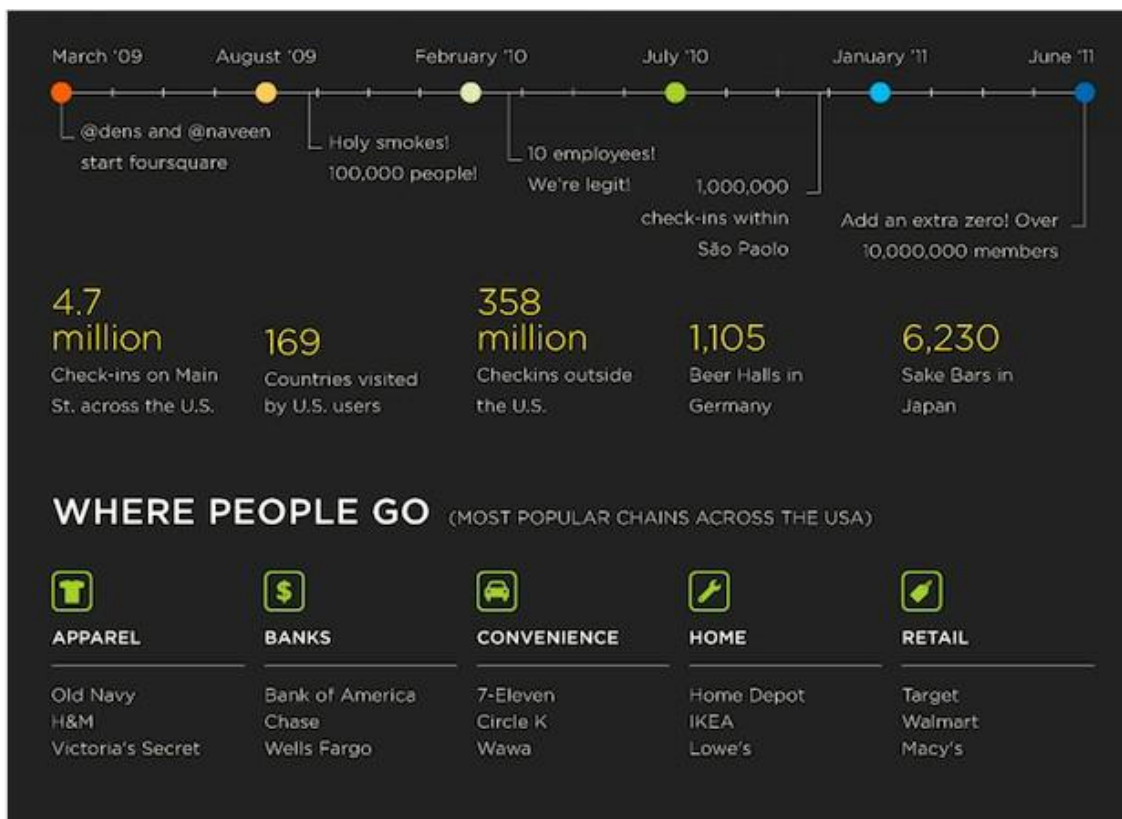 March '09
August '09
February '10
July '10
January '11
June '11
@dens and @naveen
start foursquare
Holy smokes!
100,000 people!
10 employees!
We're legit!
1,000,000
check-ins within
São Paolo
Add an extra zero! Over
10,000,000 members
4.7
million
Check-ins on Main
St. across the U.S.
169
Countries visited
by U.S. users
358
million
Checkins outside
the U.S.
1,105
Beer Halls in
Germany
6,230
Sake Bars in
Japan
WHERE PEOPLE GO (MOST POPULAR CHAINS ACROSS THE USA)
$
APPAREL
Old Navy
H&M
Victoria's Secret
BANKS
Bank of America
Chase
Wells Fargo
CONVENIENCE
7-Eleven
Circle K
Wawa
HOME
Home Depot
IKEA
Lowe's
RETAIL
Target
Walmart
Macy's